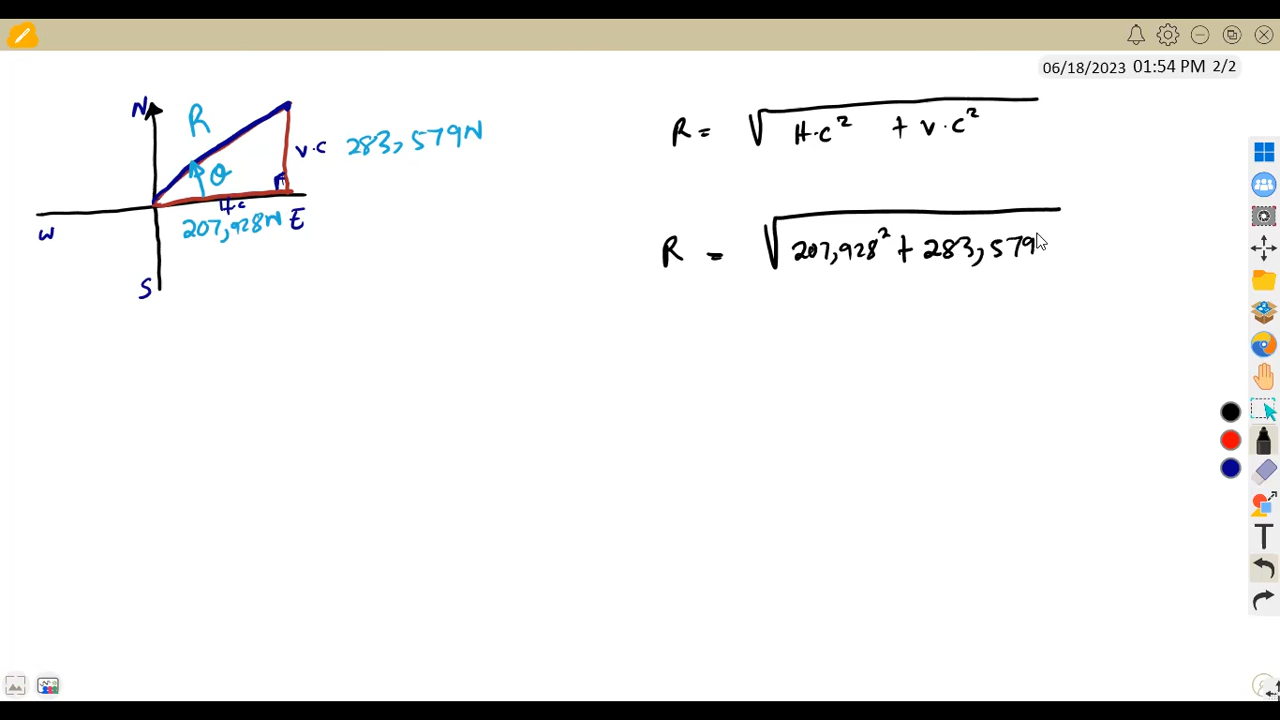 06/18/2023 01:54 PM 2/2
N
R
θ
V.C 283,579N
H.C
207,928N
W
E
S
R = √H.C² + V.C²
R = √207,928² + 283,579
T